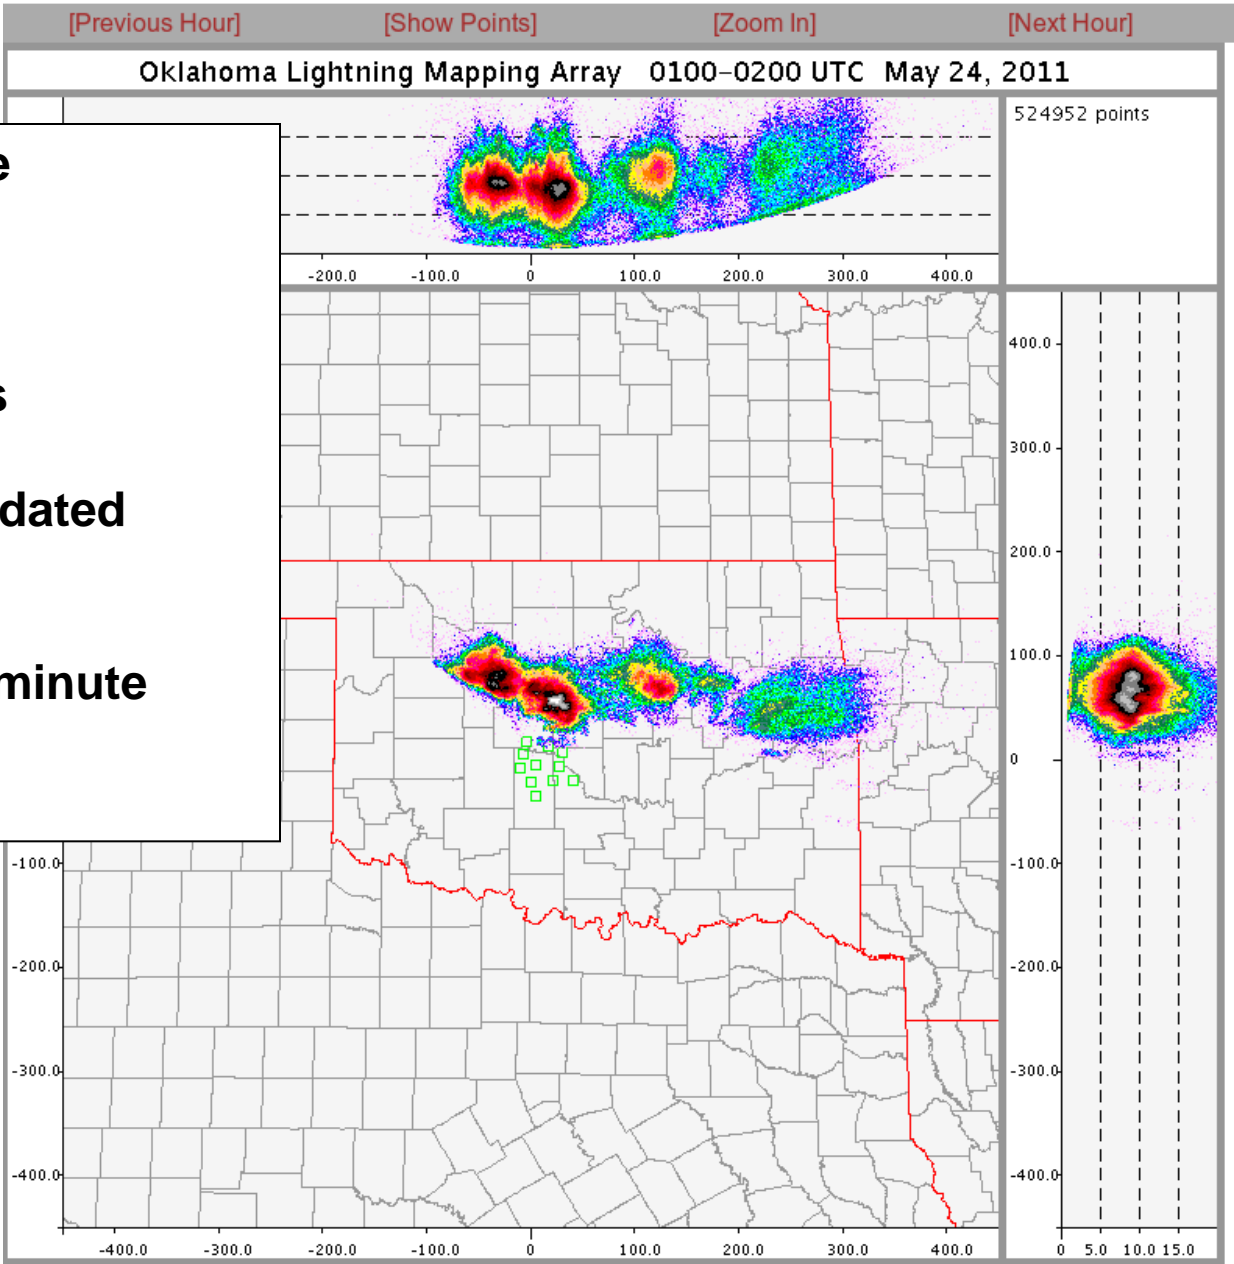 [Previous Hour] [Show Points] [Zoom In] [Next Hour]
Oklahoma Lightning Mapping Array 0100-0200 UTC May 24, 2011
524952 points
e
s
dated
minute
-200.0 -100.0 0 100.0 200.0 300.0 400.0
400.0
300.0
200.0
100.0
0
-100.0
-200.0
-300.0
-400.0
-100.0
-200.0
-300.0
-400.0
-400.0 -300.0 -200.0 -100.0 0 100.0 200.0 300.0 400.0
0 5.0 10.0 15.0